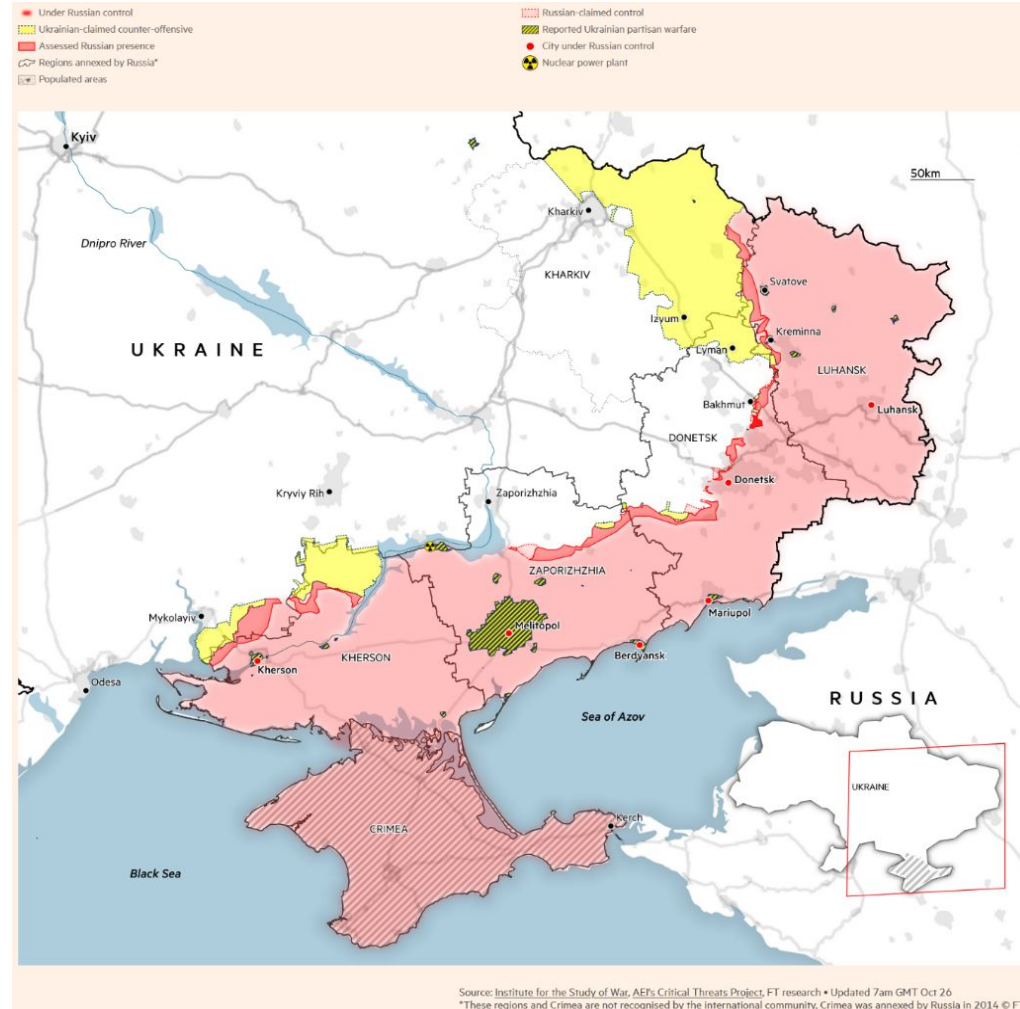 Under Russian control
Ukrainian-claimed counter-offensive
Assessed Russian presence
Regions annexed by Russia*
Populated areas
Russian-claimed control
Reported Ukrainian partisan warfare
City under Russian control
Nuclear power plant
Kyiv
50km
Kharkiv
Dnipro River
KHARKIV
Svatove
Izyum
Kreminna
UKRAINE
Lyman
LUHANSK
Bakhmut
Luhansk
DONETSK
Donetsk
Kryviy Rih
Zaporizhzhia
ZAPORIZHZHIA
Mariupol
Mykolayiv
Melitopol
KHERSON
Berdyansk
Kherson
Odesa
RUSSIA
Sea of Azov
UKRAINE
Kerch
CRIMEA
Black Sea
Source: Institute for the Study of War, AEI's Critical Threats Project, FT research • Updated 7am GMT Oct 26
*These regions and Crimea are not recognised by the international community. Crimea was annexed by Russia in 2014 © FT